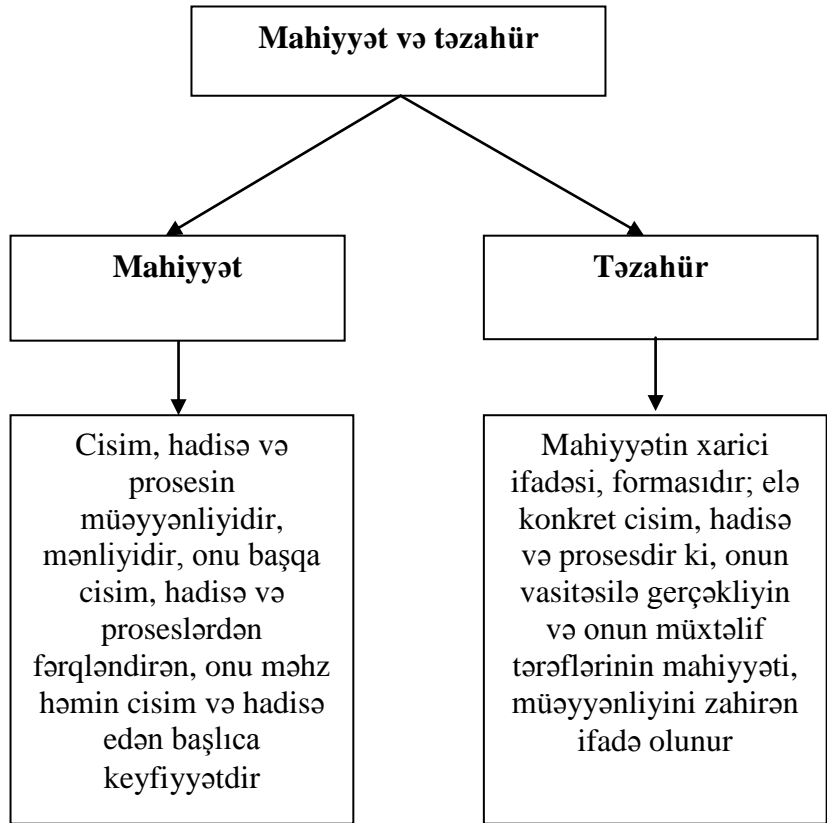 Mahiyyət və təzahür
Mahiyyət
Təzahür
Cisim, hadisə və
prosesin
müəyyənliyidir,
mənliyidir, onu başqa
cisim, hadisə və
proseslərdən
fərqləndirən, onu məhz
həmin cisim və hadisə
edən başlıca
keyfiyyətdir
Mahiyyətin xarici
ifadəsi, formasıdır; elə
konkret cisim, hadisə
və prosesdir ki, onun
vasitəsilə gerçəkliyin
və onun müxtəlif
tərəflərinin mahiyyəti,
müəyyənliyini zahirən
ifadə olunur